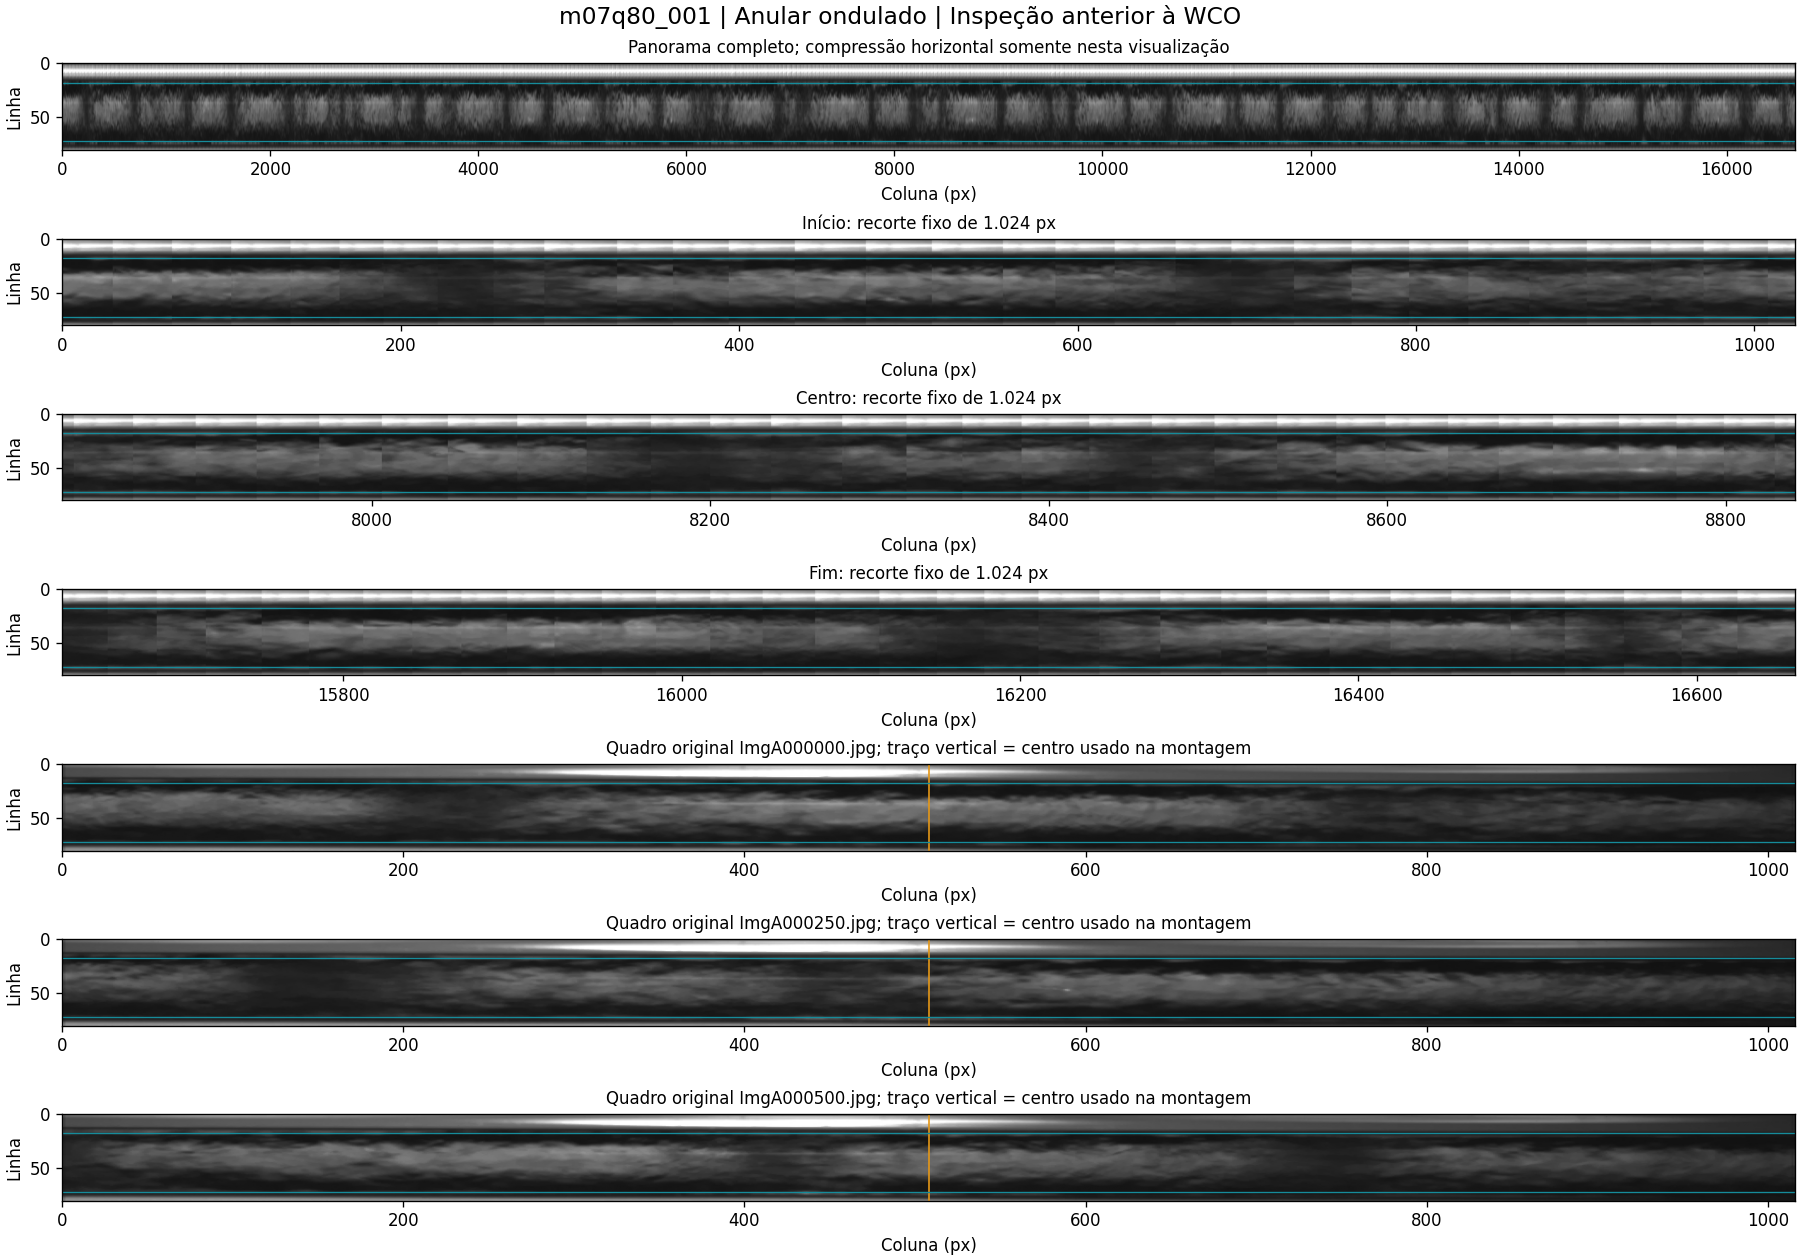 m07q80_001 | Anular ondulado | Inspeção anterior à WCO
Panorama completo; compressão horizontal somente nesta visualização
0
50
Linha
0 2000 4000 6000 8000 10000 12000 14000 16000
Coluna (px)
Início: recorte fixo de 1.024 px
0
50
Linha
0 200 400 600 800 1000
Coluna (px)
Centro: recorte fixo de 1.024 px
0
50
Linha
8000 8200 8400 8600 8800
Coluna (px)
Fim: recorte fixo de 1.024 px
0
50
Linha
15800 16000 16200 16400 16600
Coluna (px)
Quadro original ImgA000000.jpg; traço vertical = centro usado na montagem
0
50
Linha
0 200 400 600 800 1000
Coluna (px)
Quadro original ImgA000250.jpg; traço vertical = centro usado na montagem
0
50
Linha
0 200 400 600 800 1000
Coluna (px)
Quadro original ImgA000500.jpg; traço vertical = centro usado na montagem
0
50
Linha
0 200 400 600 800 1000
Coluna (px)